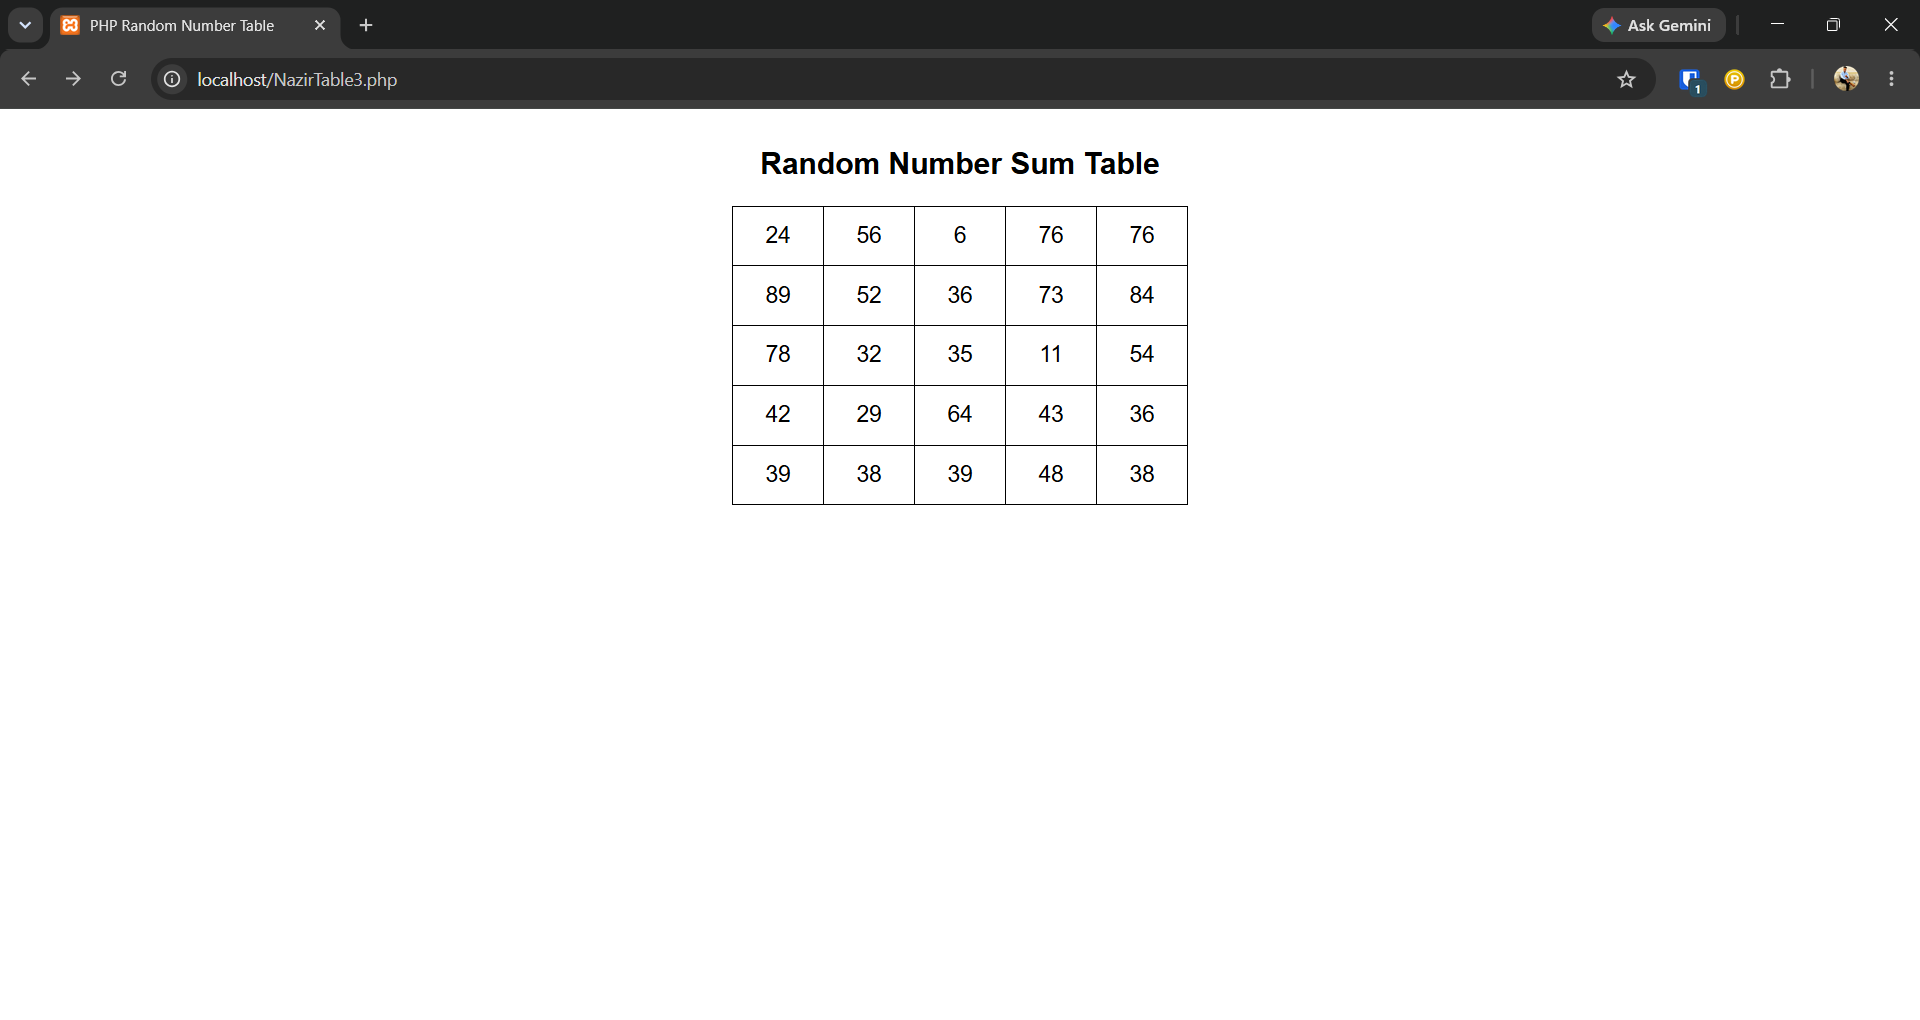 PHP Random Number Table
Ask Gemini
localhost/NazirTable3.php
1
Random Number Sum Table
24 56 6 76 76
89 52 36 73 84
78 32 35 11 54
42 29 64 43 36
39 38 39 48 38